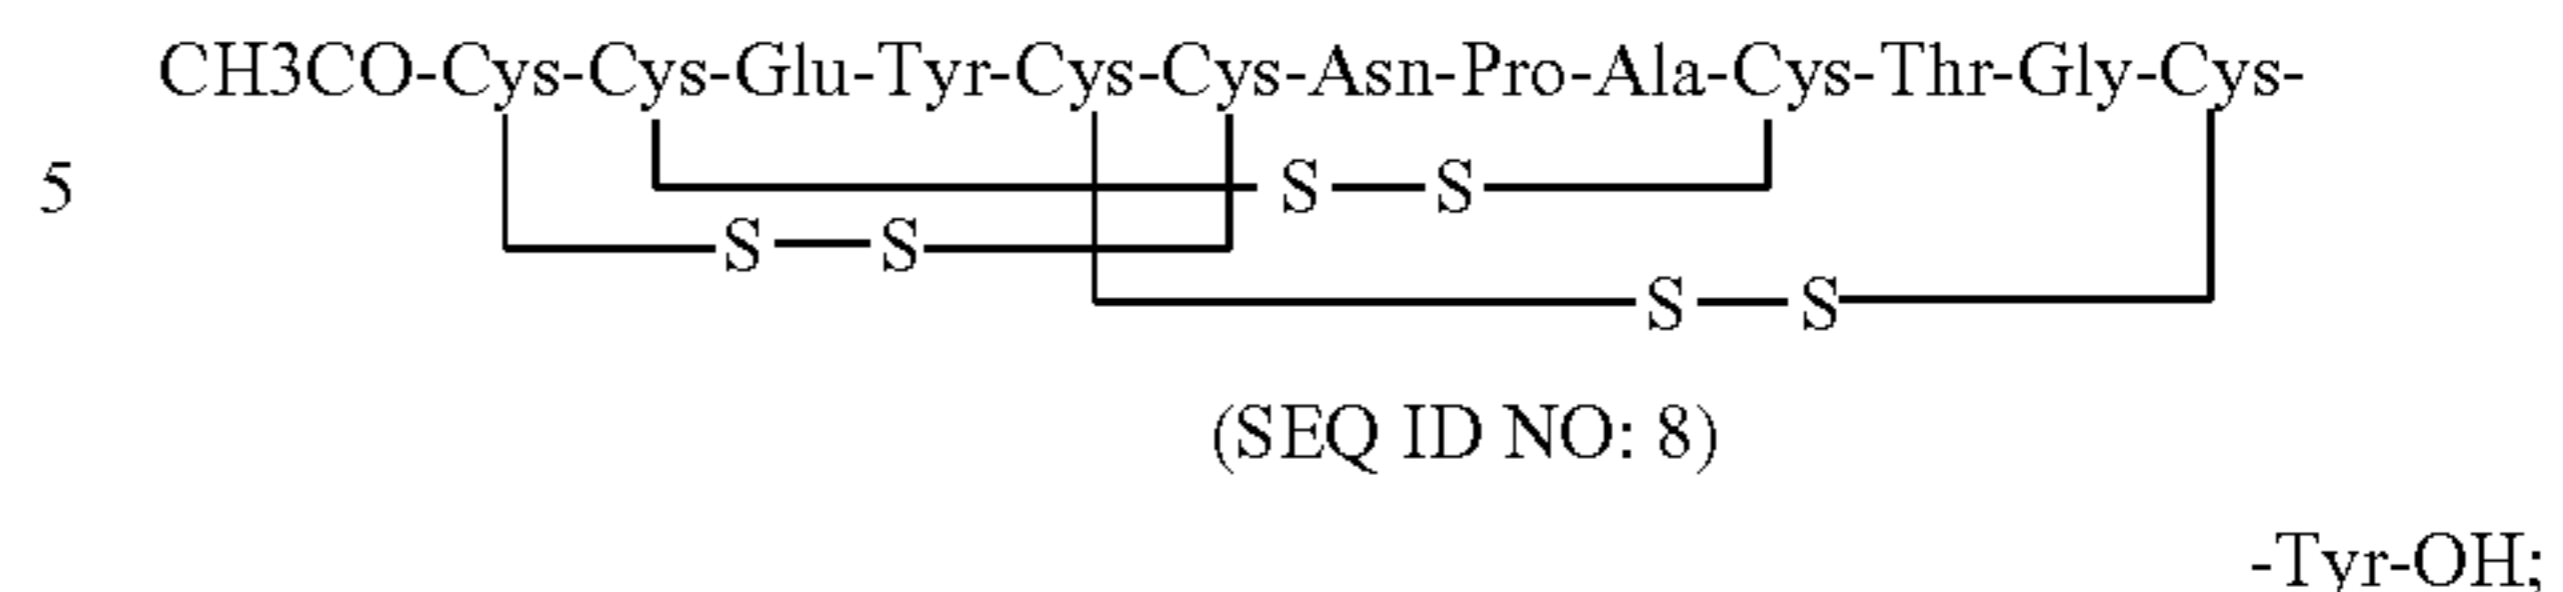 CH3CO-Cys-Cys-Glu-Tyr-Cys-Cys-Asn-Pro-Ala-Cys-Thr-Gly-Cys-
5 S S
S S
S S
(SEQ ID NO: 8)
-Tyr-OH;